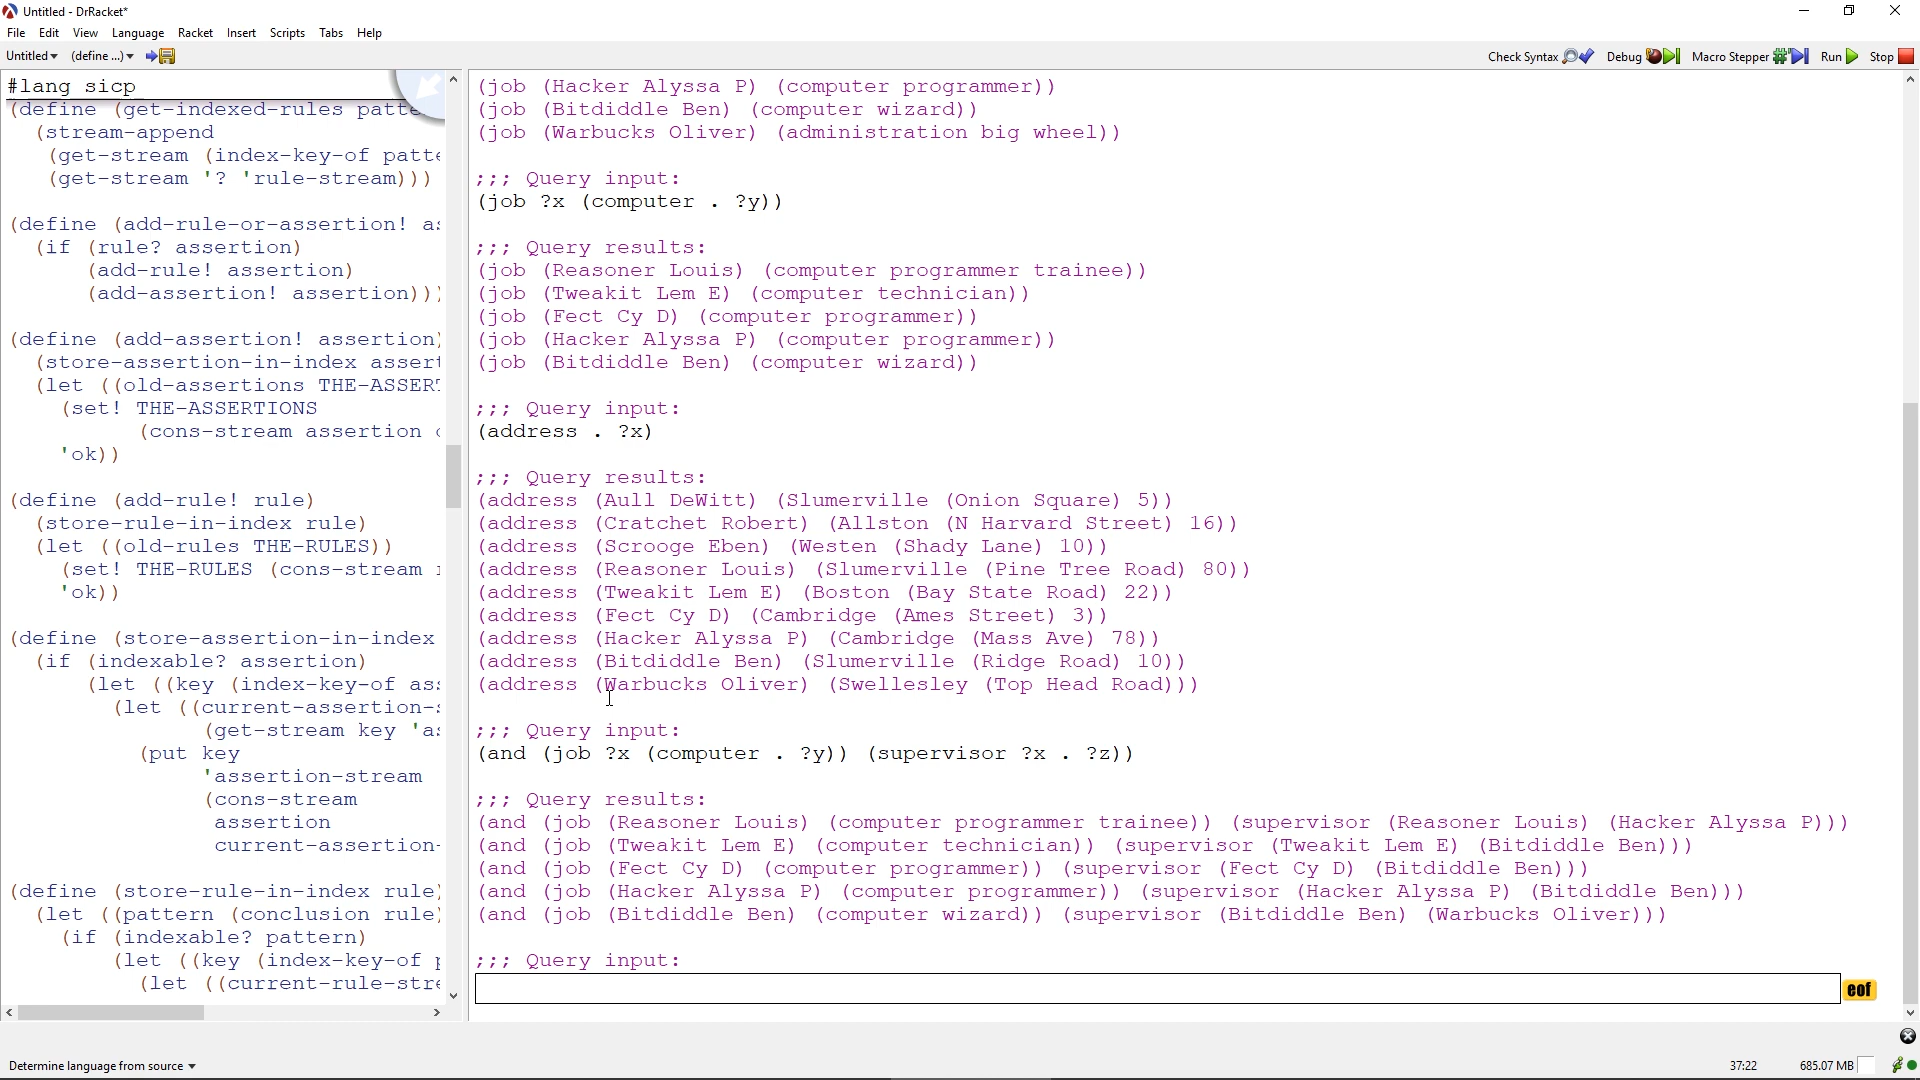 Untitled - DrRacket*
File Edit View Language Racket Insert Scripts Tabs Help
Untitled (define ...) Check Syntax Debug Macro Stepper Run Stop
#lang sicp
(define (get-indexed-rules patte
(stream-append
(get-stream (index-key-of patte
(get-stream '? 'rule-stream)))
(define (add-rule-or-assertion! as
(if (rule? assertion)
(add-rule! assertion)
(add-assertion! assertion)))
(define (add-assertion! assertion)
(store-assertion-in-index assert
(let ((old-assertions THE-ASSERT
(set! THE-ASSERTIONS
(cons-stream assertion o
'ok))
(define (add-rule! rule)
(store-rule-in-index rule)
(let ((old-rules THE-RULES))
(set! THE-RULES (cons-stream r
'ok))
(define (store-assertion-in-index
(if (indexable? assertion)
(let ((key (index-key-of ass
(let ((current-assertion-s
(get-stream key 'as
(put key
'assertion-stream
(cons-stream
assertion
current-assertion-
(define (store-rule-in-index rule)
(let ((pattern (conclusion rule)
(if (indexable? pattern)
(let ((key (index-key-of p
(let ((current-rule-stre
(job (Hacker Alyssa P) (computer programmer))
(job (Bitdiddle Ben) (computer wizard))
(job (Warbucks Oliver) (administration big wheel))
;;; Query input:
(job ?x (computer . ?y))
;;; Query results:
(job (Reasoner Louis) (computer programmer trainee))
(job (Tweakit Lem E) (computer technician))
(job (Fect Cy D) (computer programmer))
(job (Hacker Alyssa P) (computer programmer))
(job (Bitdiddle Ben) (computer wizard))
;;; Query input:
(address . ?x)
;;; Query results:
(address (Aull DeWitt) (Slumerville (Onion Square) 5))
(address (Cratchet Robert) (Allston (N Harvard Street) 16))
(address (Scrooge Eben) (Westen (Shady Lane) 10))
(address (Reasoner Louis) (Slumerville (Pine Tree Road) 80))
(address (Tweakit Lem E) (Boston (Bay State Road) 22))
(address (Fect Cy D) (Cambridge (Ames Street) 3))
(address (Hacker Alyssa P) (Cambridge (Mass Ave) 78))
(address (Bitdiddle Ben) (Slumerville (Ridge Road) 10))
(address (Warbucks Oliver) (Swellesley (Top Head Road)))
;;; Query input:
(and (job ?x (computer . ?y)) (supervisor ?x . ?z))
;;; Query results:
(and (job (Reasoner Louis) (computer programmer trainee)) (supervisor (Reasoner Louis) (Hacker Alyssa P)))
(and (job (Tweakit Lem E) (computer technician)) (supervisor (Tweakit Lem E) (Bitdiddle Ben)))
(and (job (Fect Cy D) (computer programmer)) (supervisor (Fect Cy D) (Bitdiddle Ben)))
(and (job (Hacker Alyssa P) (computer programmer)) (supervisor (Hacker Alyssa P) (Bitdiddle Ben)))
(and (job (Bitdiddle Ben) (computer wizard)) (supervisor (Bitdiddle Ben) (Warbucks Oliver)))
;;; Query input:
eof
Determine language from source 37:22 685.07 MB